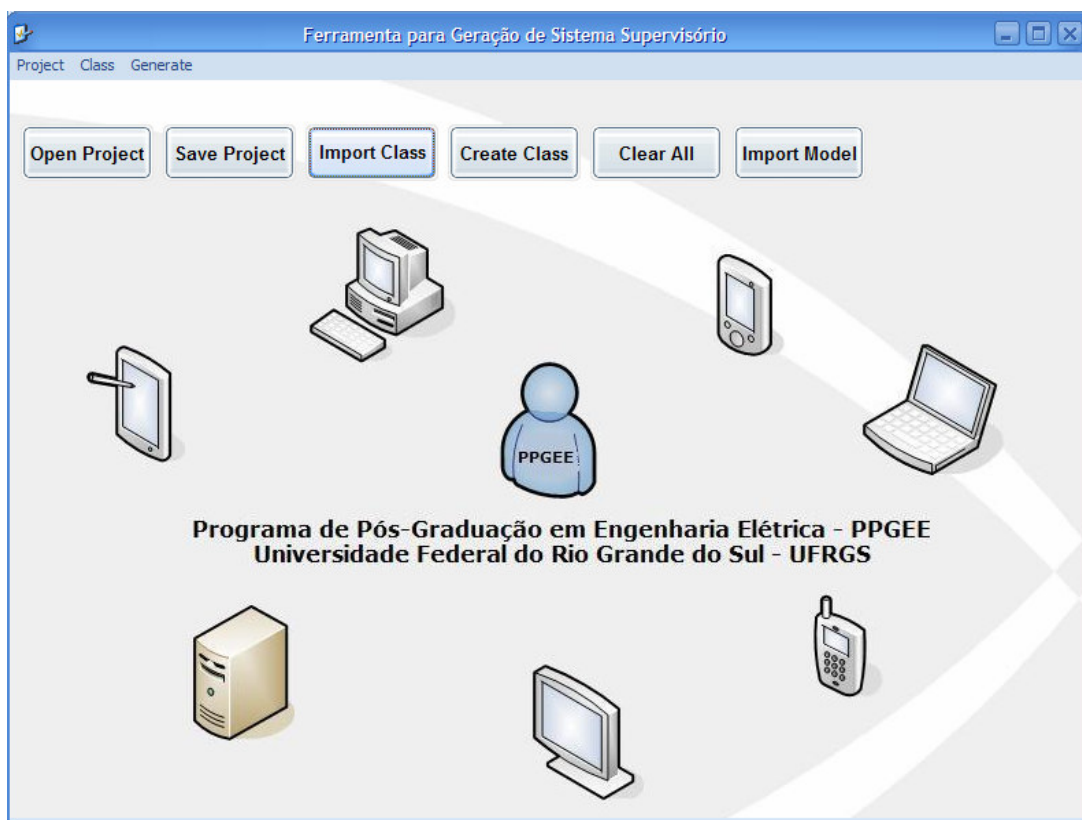 Ferramenta para Geração de Sistema Supervisório
Project Class Generate
Open Project Save Project Import Class Create Class Clear All Import Model
PPGEE
Programa de Pós-Graduação em Engenharia Elétrica - PPGEE
Universidade Federal do Rio Grande do Sul - UFRGS